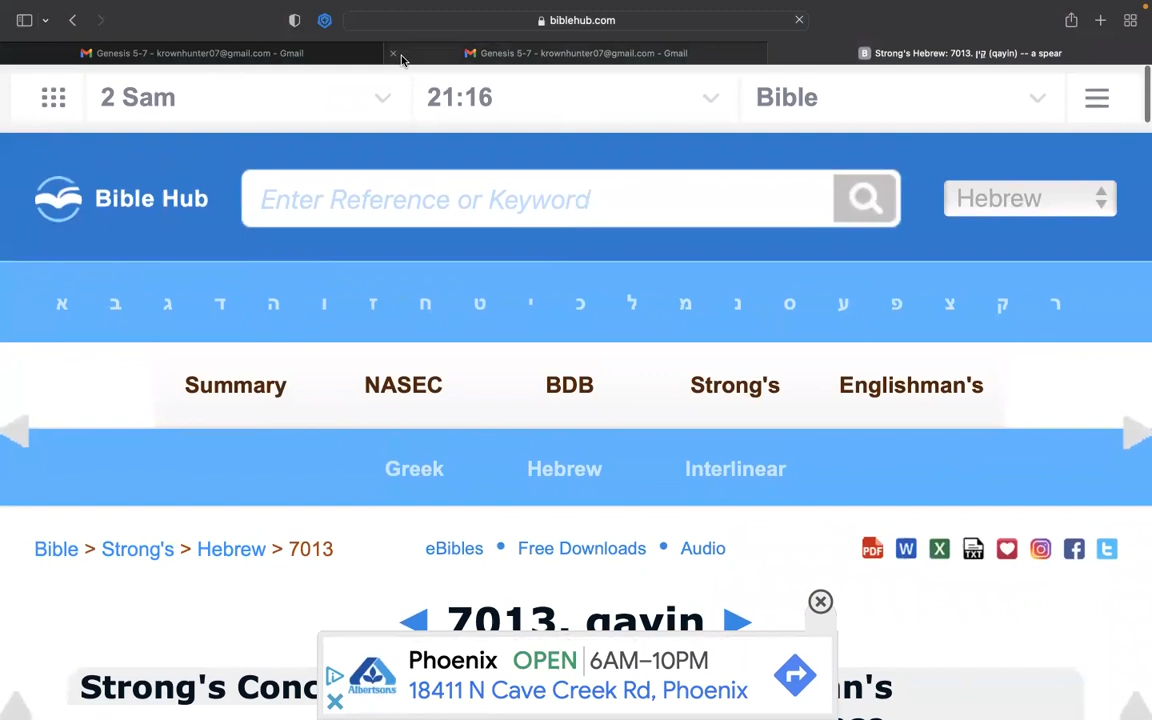 biblehub.com
Genesis 5-7 - krownhunter07@gmail.com - Gmail
Genesis 5-7 - krownhunter07@gmail.com - Gmail
B Strong's Hebrew: 7013. קַיִן (qayin) -- a spear
2 Sam 21:16 Bible
Bible Hub Enter Reference or Keyword Hebrew
א ב ג ד ה ו ז ח ט י כ ל מ נ ס ע פ צ ק ר
Summary NASEC BDB Strong's Englishman's
Greek Hebrew Interlinear
Bible > Strong's > Hebrew > 7013 eBibles • Free Downloads • Audio PDF W X TXT f t
7013. qayin
Phoenix OPEN 6AM–10PM
Albertsons 18411 N Cave Creek Rd, Phoenix
Strong's Conc n's